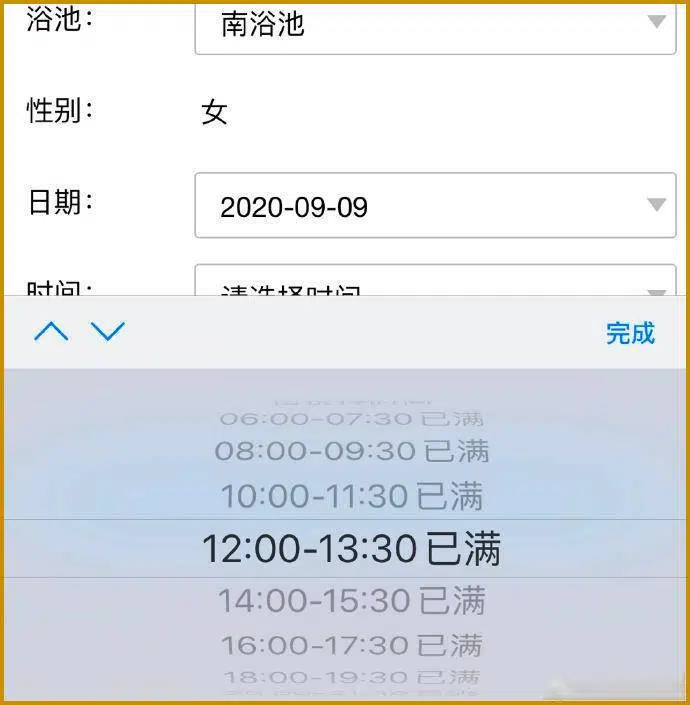 浴池： 南浴池
性别： 女
日期： 2020-09-09
时间： 请选择时间
完成
06:00-07:30 已满
08:00-09:30 已满
10:00-11:30 已满
12:00-13:30 已满
14:00-15:30 已满
16:00-17:30 已满
18:00-19:30 已满